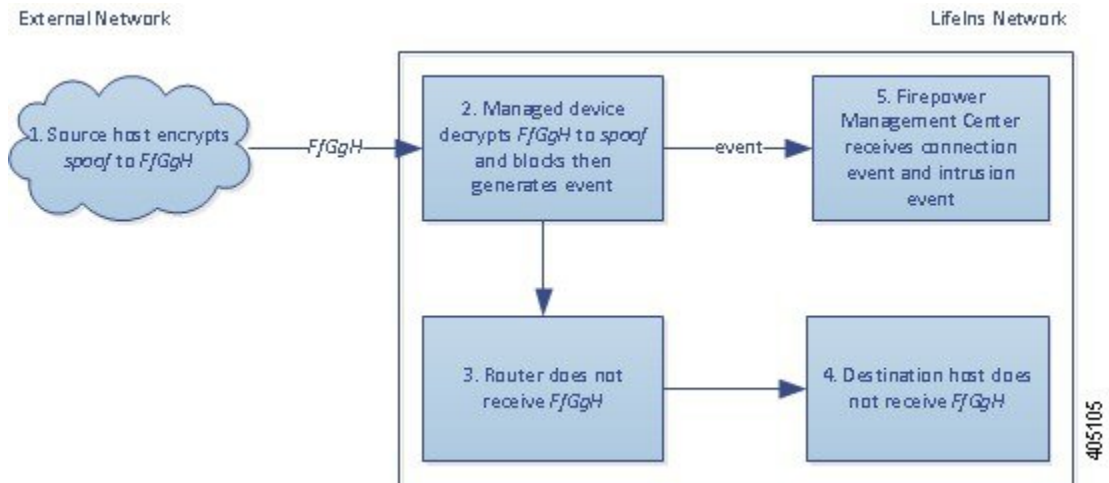 External Network
LifeIns Network
1. Source host encrypts
spoof to FfGgH
FfGgH
2. Managed device
decrypts FfGgH to spoof
and blocks then
generates event
event
5. Firepower
Management Center
receives connection
event and intrusion
event
3. Router does not
receive FfGgH
4. Destination host does
not receive FfGgH
405105